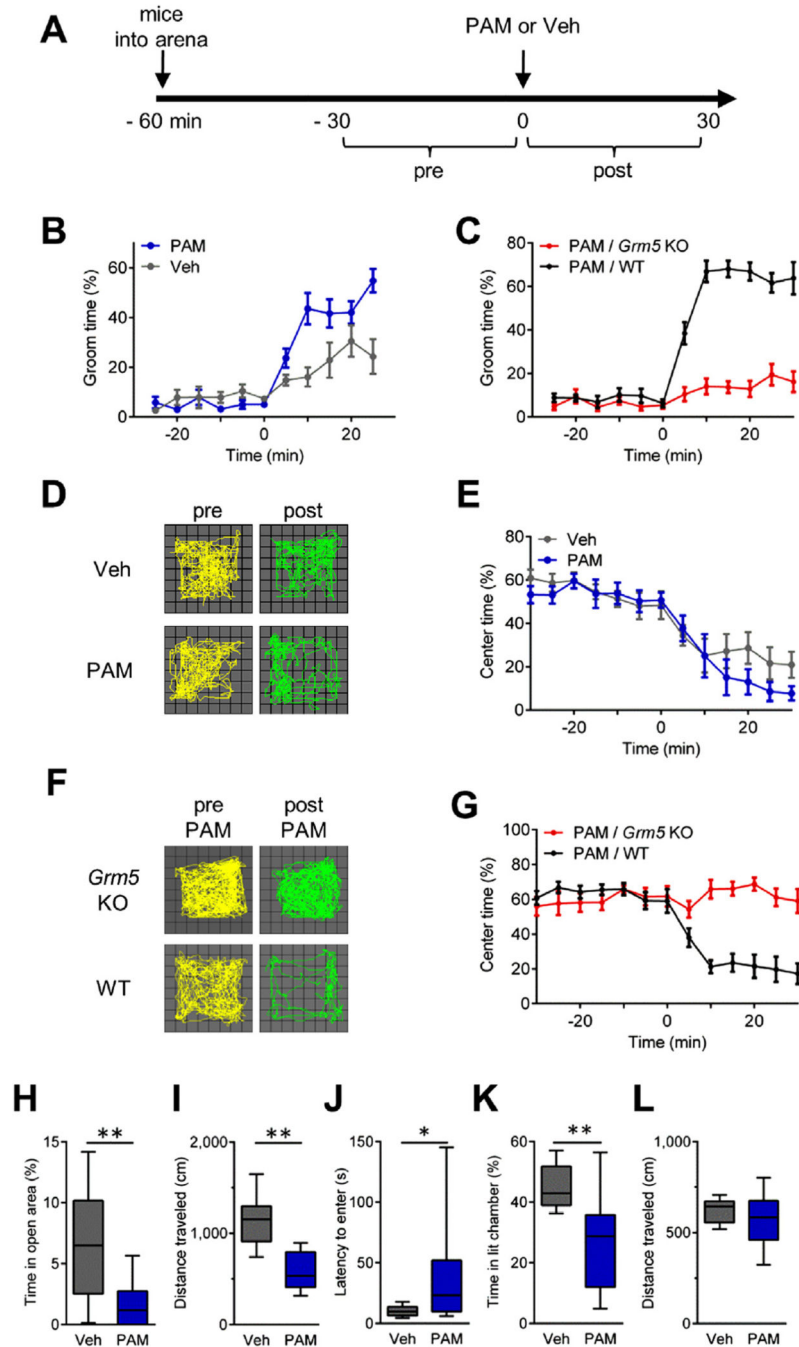 A
mice
into arena
PAM or Veh
- 60 min
- 30
0
30
pre
post
B
PAM
Veh
Groom time (%)
60
40
20
0
-20
0
20
Time (min)
C
PAM / Grm5 KO
PAM / WT
Groom time (%)
80
60
40
20
0
-20
0
20
Time (min)
D
pre
post
Veh
PAM
E
Veh
PAM
Center time (%)
80
60
40
20
0
-20
0
20
Time (min)
F
pre
PAM
post
PAM
Grm5
KO
WT
G
PAM / Grm5 KO
PAM / WT
Center time (%)
100
80
60
40
20
0
-20
0
20
Time (min)
H
**
Time in open area (%)
15
10
5
0
Veh
PAM
I
**
Distance traveled (cm)
2,000
1,000
0
Veh
PAM
J
*
Latency to enter (s)
150
100
50
0
Veh
PAM
K
**
Time in lit chamber (%)
60
40
20
0
Veh
PAM
L
Distance traveled (cm)
1,000
500
0
Veh
PAM